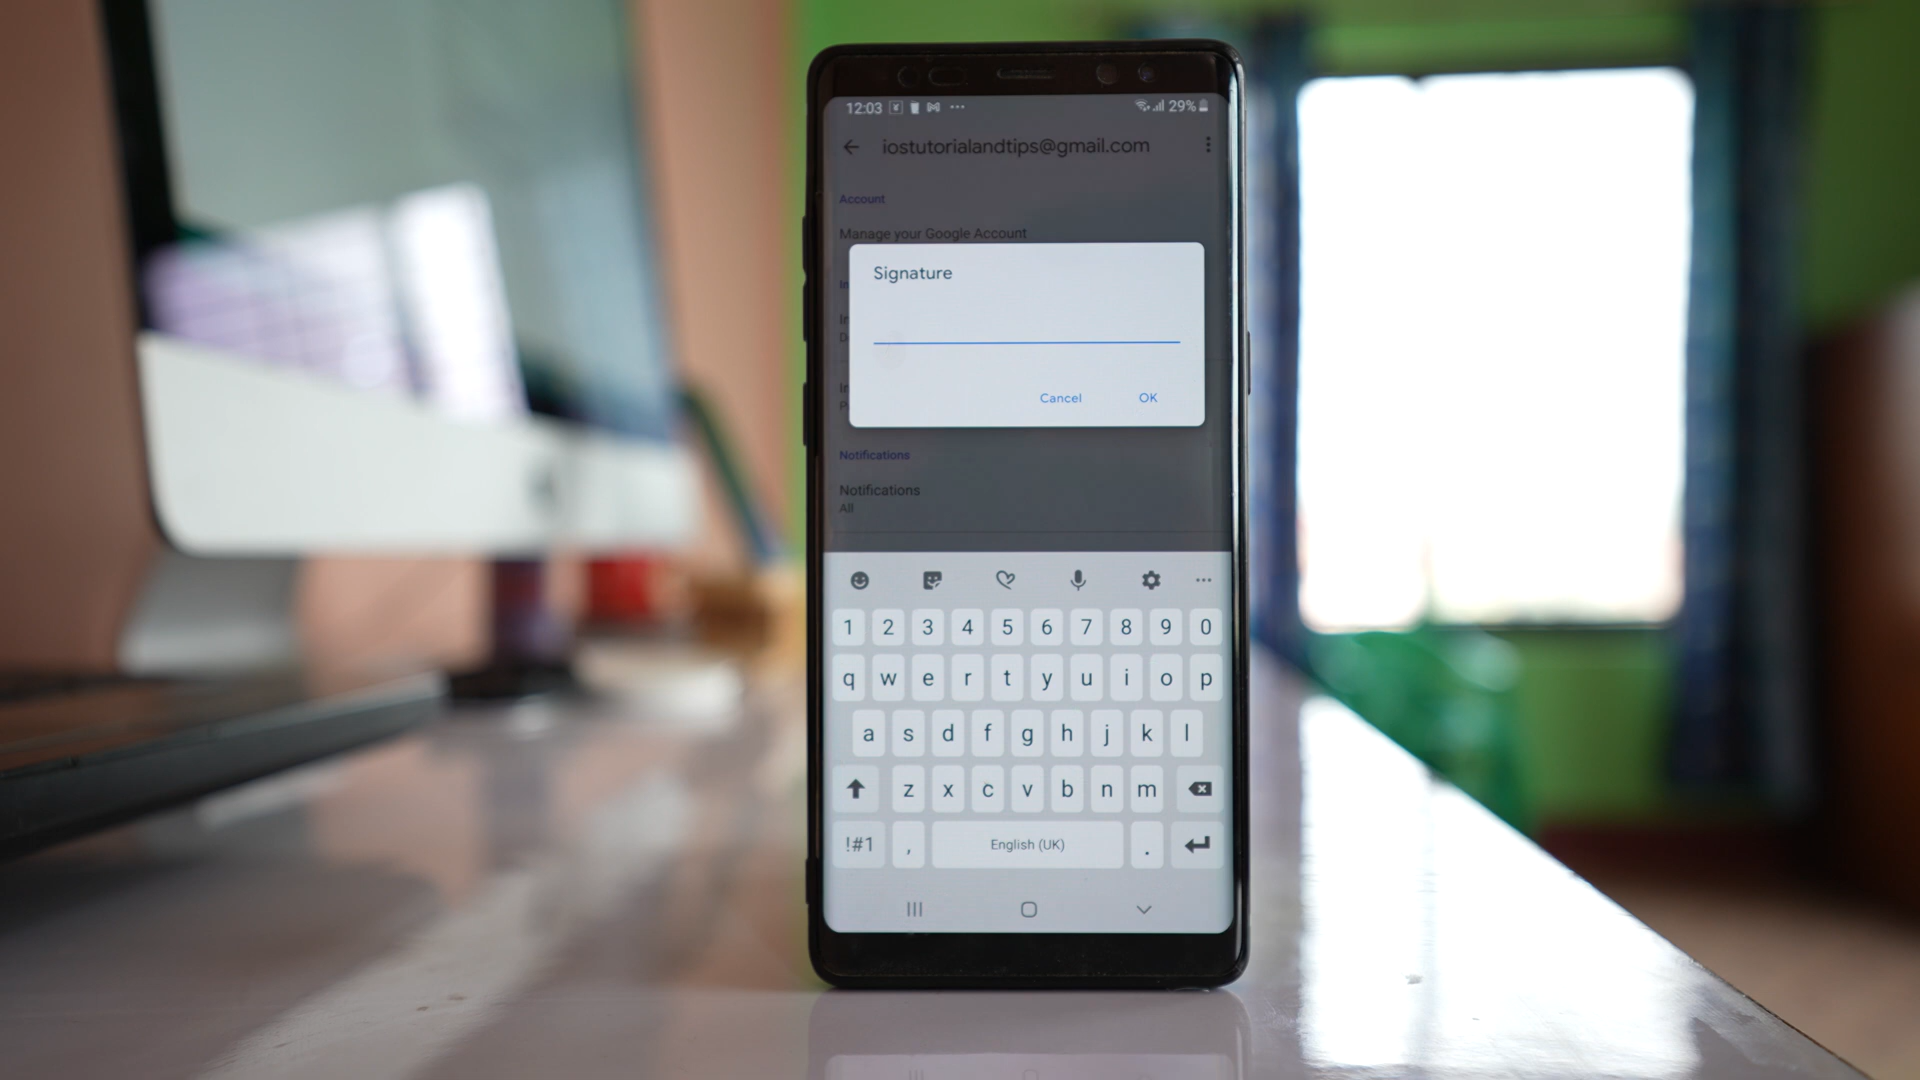 12:03 29%
iostutorialandtips@gmail.com
Account
Manage your Google Account
Signature
Cancel OK
Notifications
Notifications
All
1 2 3 4 5 6 7 8 9 0
q w e r t y u i o p
a s d f g h j k l
z x c v b n m
!#1 , English (UK) .